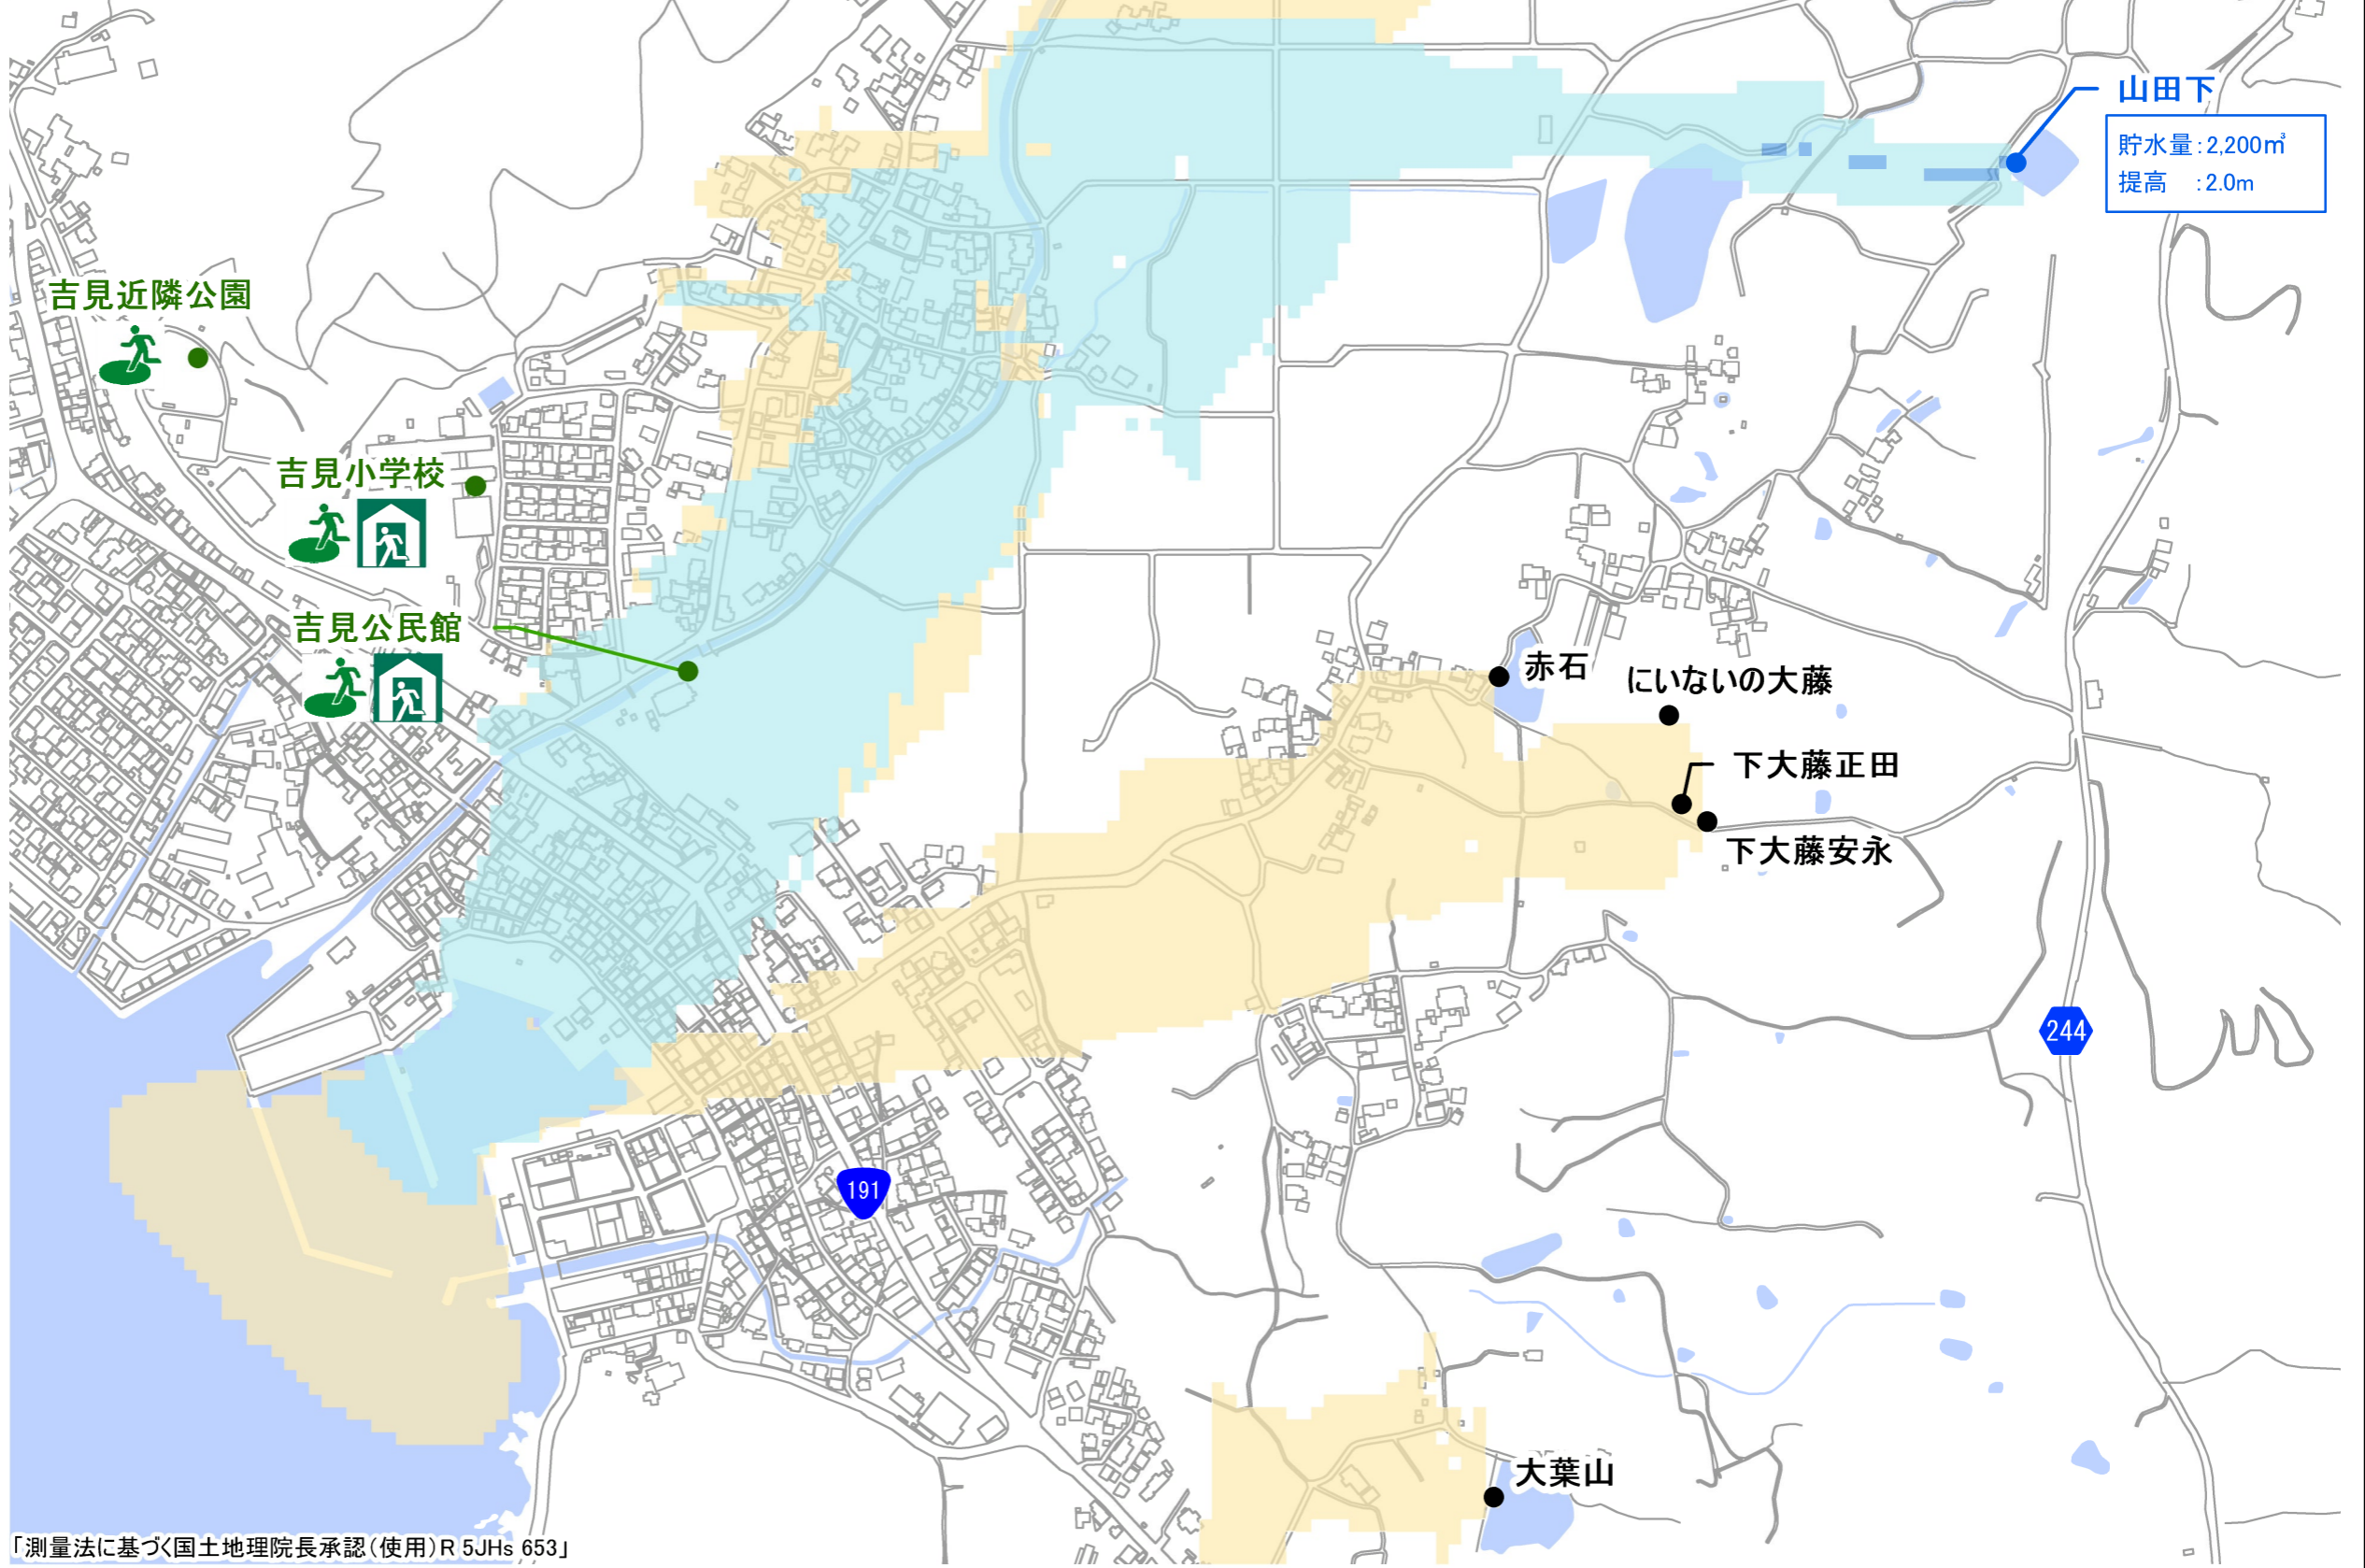 山田下
貯水量:2,200㎥
提高 :2.0m
吉見近隣公園
吉見小学校
吉見公民館
赤石
にいないの大藤
下大藤正田
下大藤安永
244
191
大葉山
「測量法に基づく国土地理院長承認(使用)R 5JHs 653」